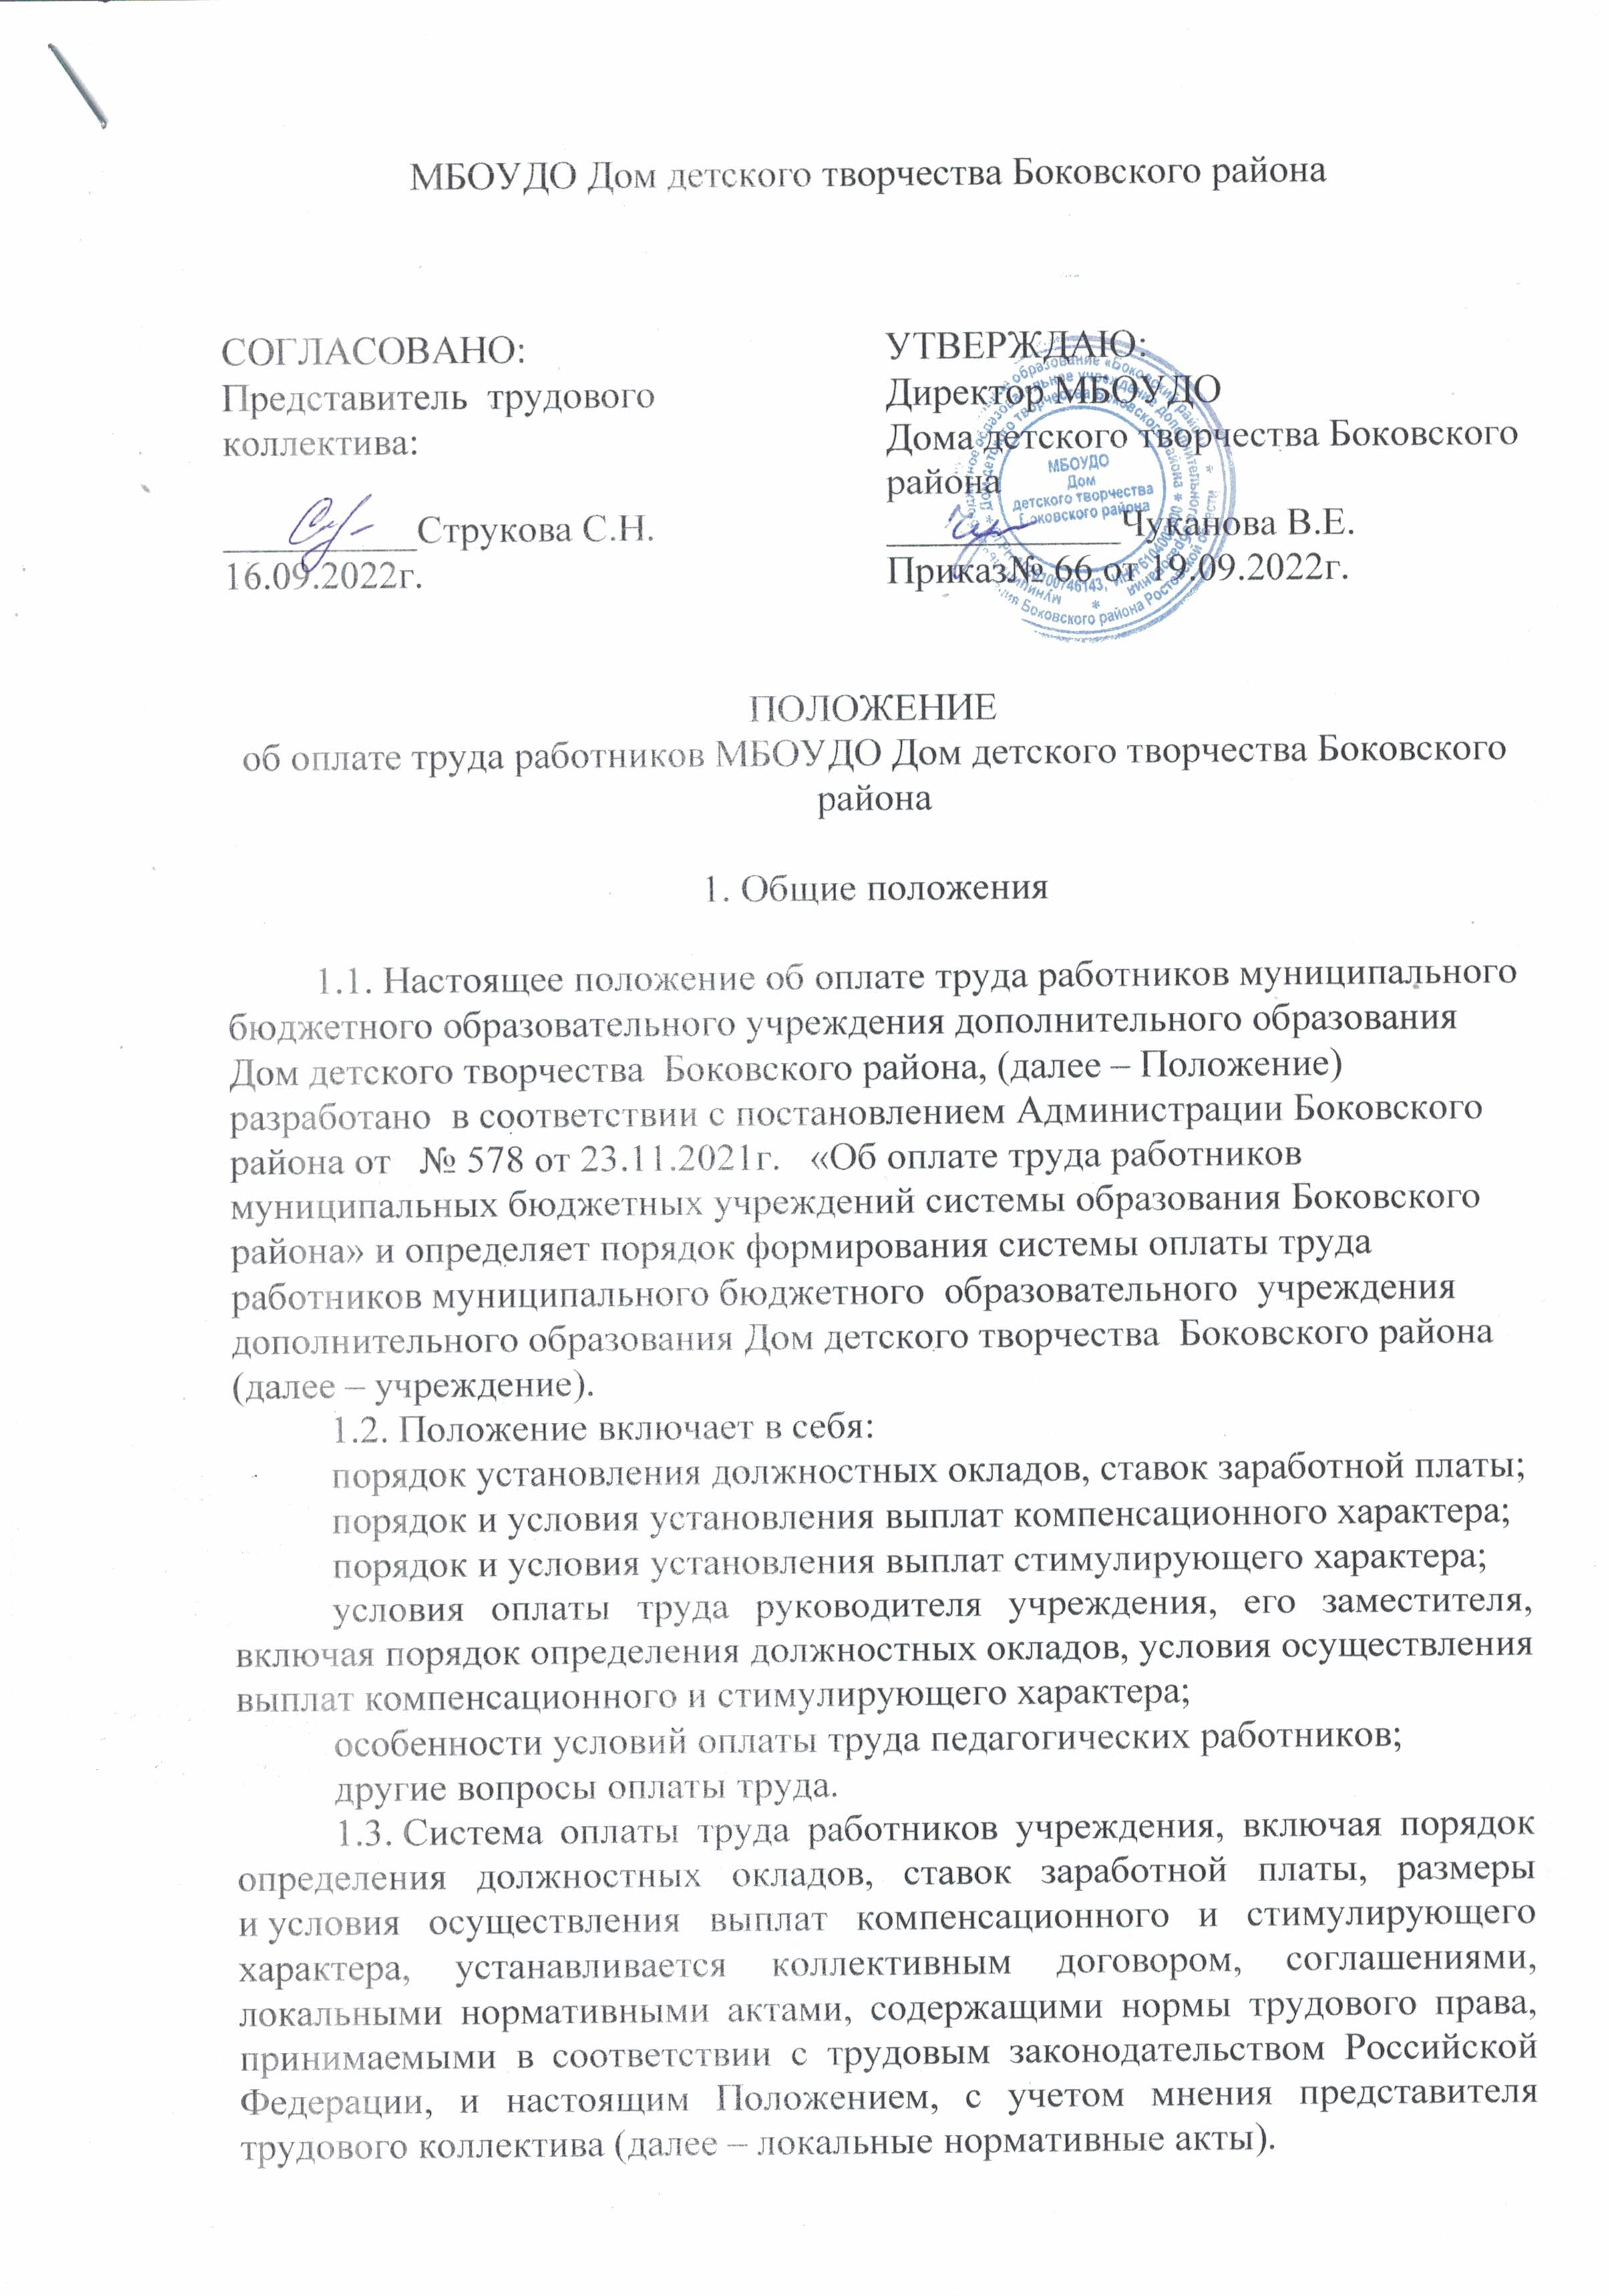 МБОУДО Дом детского творчества Боковского района
СОГЛАСОВАНО:
Представитель трудового
коллектива:
____________Струкова С.Н.
16.09.2022г.
УТВЕРЖДАЮ:
Директор МБОУДО
Дома детского творчества Боковского
района
______________Чуканова В.Е.
Приказ№ 66 от 19.09.2022г.
МБОУДО
Дом
детского творчества
Боковского района
ПОЛОЖЕНИЕ
об оплате труда работников МБОУДО Дом детского творчества Боковского
района
1. Общие положения
1.1. Настоящее положение об оплате труда работников муниципального
бюджетного образовательного учреждения дополнительного образования
Дом детского творчества Боковского района, (далее – Положение)
разработано в соответствии с постановлением Администрации Боковского
района от № 578 от 23.11.2021г. «Об оплате труда работников
муниципальных бюджетных учреждений системы образования Боковского
района» и определяет порядок формирования системы оплаты труда
работников муниципального бюджетного образовательного учреждения
дополнительного образования Дом детского творчества Боковского района
(далее – учреждение).
1.2. Положение включает в себя:
порядок установления должностных окладов, ставок заработной платы;
порядок и условия установления выплат компенсационного характера;
порядок и условия установления выплат стимулирующего характера;
условия оплаты труда руководителя учреждения, его заместителя,
включая порядок определения должностных окладов, условия осуществления
выплат компенсационного и стимулирующего характера;
особенности условий оплаты труда педагогических работников;
другие вопросы оплаты труда.
1.3. Система оплаты труда работников учреждения, включая порядок
определения должностных окладов, ставок заработной платы, размеры
и условия осуществления выплат компенсационного и стимулирующего
характера, устанавливается коллективным договором, соглашениями,
локальными нормативными актами, содержащими нормы трудового права,
принимаемыми в соответствии с трудовым законодательством Российской
Федерации, и настоящим Положением, с учетом мнения представителя
трудового коллектива (далее – локальные нормативные акты).